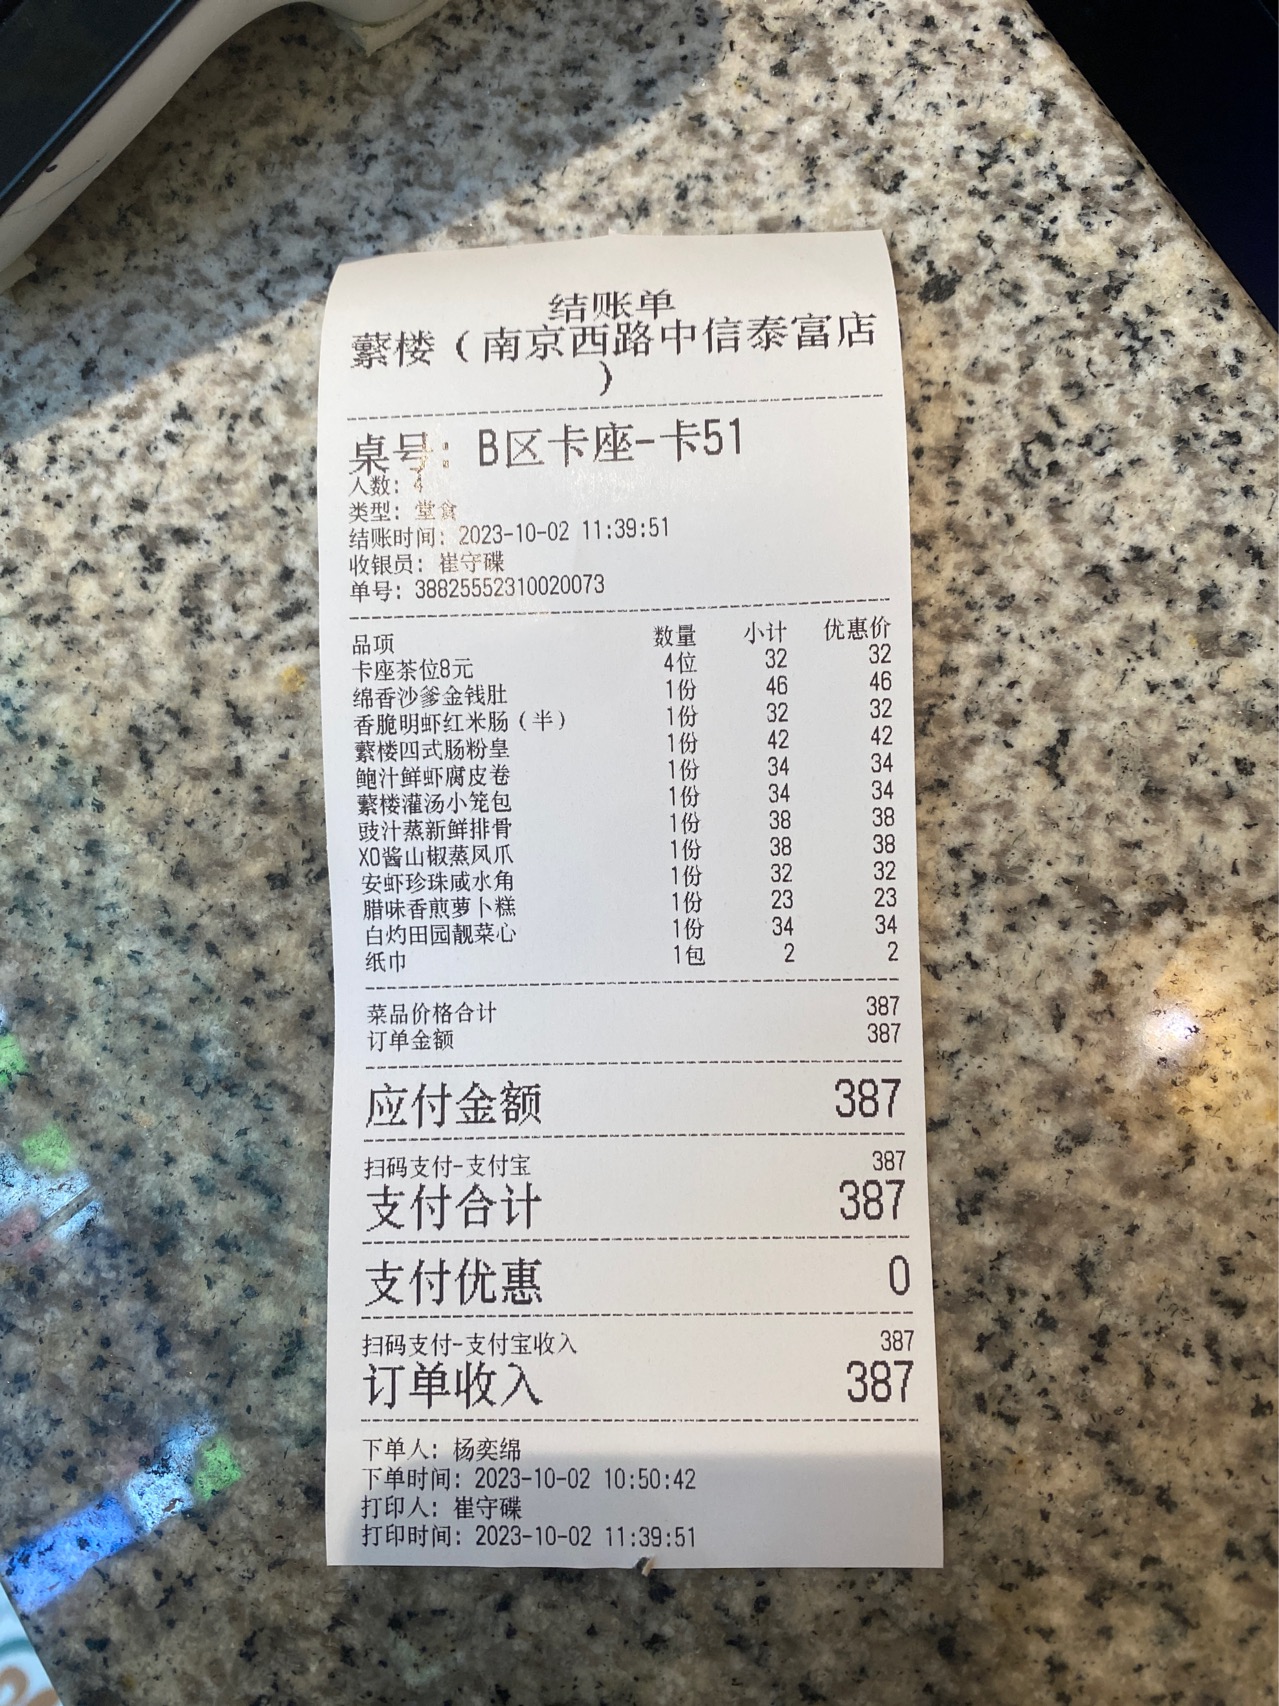 结账单
蘩楼（南京西路中信泰富店
）
桌号：B区卡座-卡51
人数：4
类型：堂食
结账时间：2023-10-02 11:39:51
收银员：崔守碟
单号：38825552310020073
品项 数量 小计 优惠价
卡座茶位8元 4位 32 32
绵香沙爹金钱肚 1份 46 46
香脆明虾红米肠（半） 1份 32 32
蘩楼四式肠粉皇 1份 42 42
鲍汁鲜虾腐皮卷 1份 34 34
蘩楼灌汤小笼包 1份 34 34
豉汁蒸新鲜排骨 1份 38 38
XO酱山椒蒸凤爪 1份 38 38
安虾珍珠咸水角 1份 32 32
腊味香煎萝卜糕 1份 23 23
白灼田园靓菜心 1份 34 34
纸巾 1包 2 2
菜品价格合计 387
订单金额 387
应付金额 387
扫码支付-支付宝 387
支付合计 387
支付优惠 0
扫码支付-支付宝收入 387
订单收入 387
下单人：杨奕绵
下单时间：2023-10-02 10:50:42
打印人：崔守碟
打印时间：2023-10-02 11:39:51